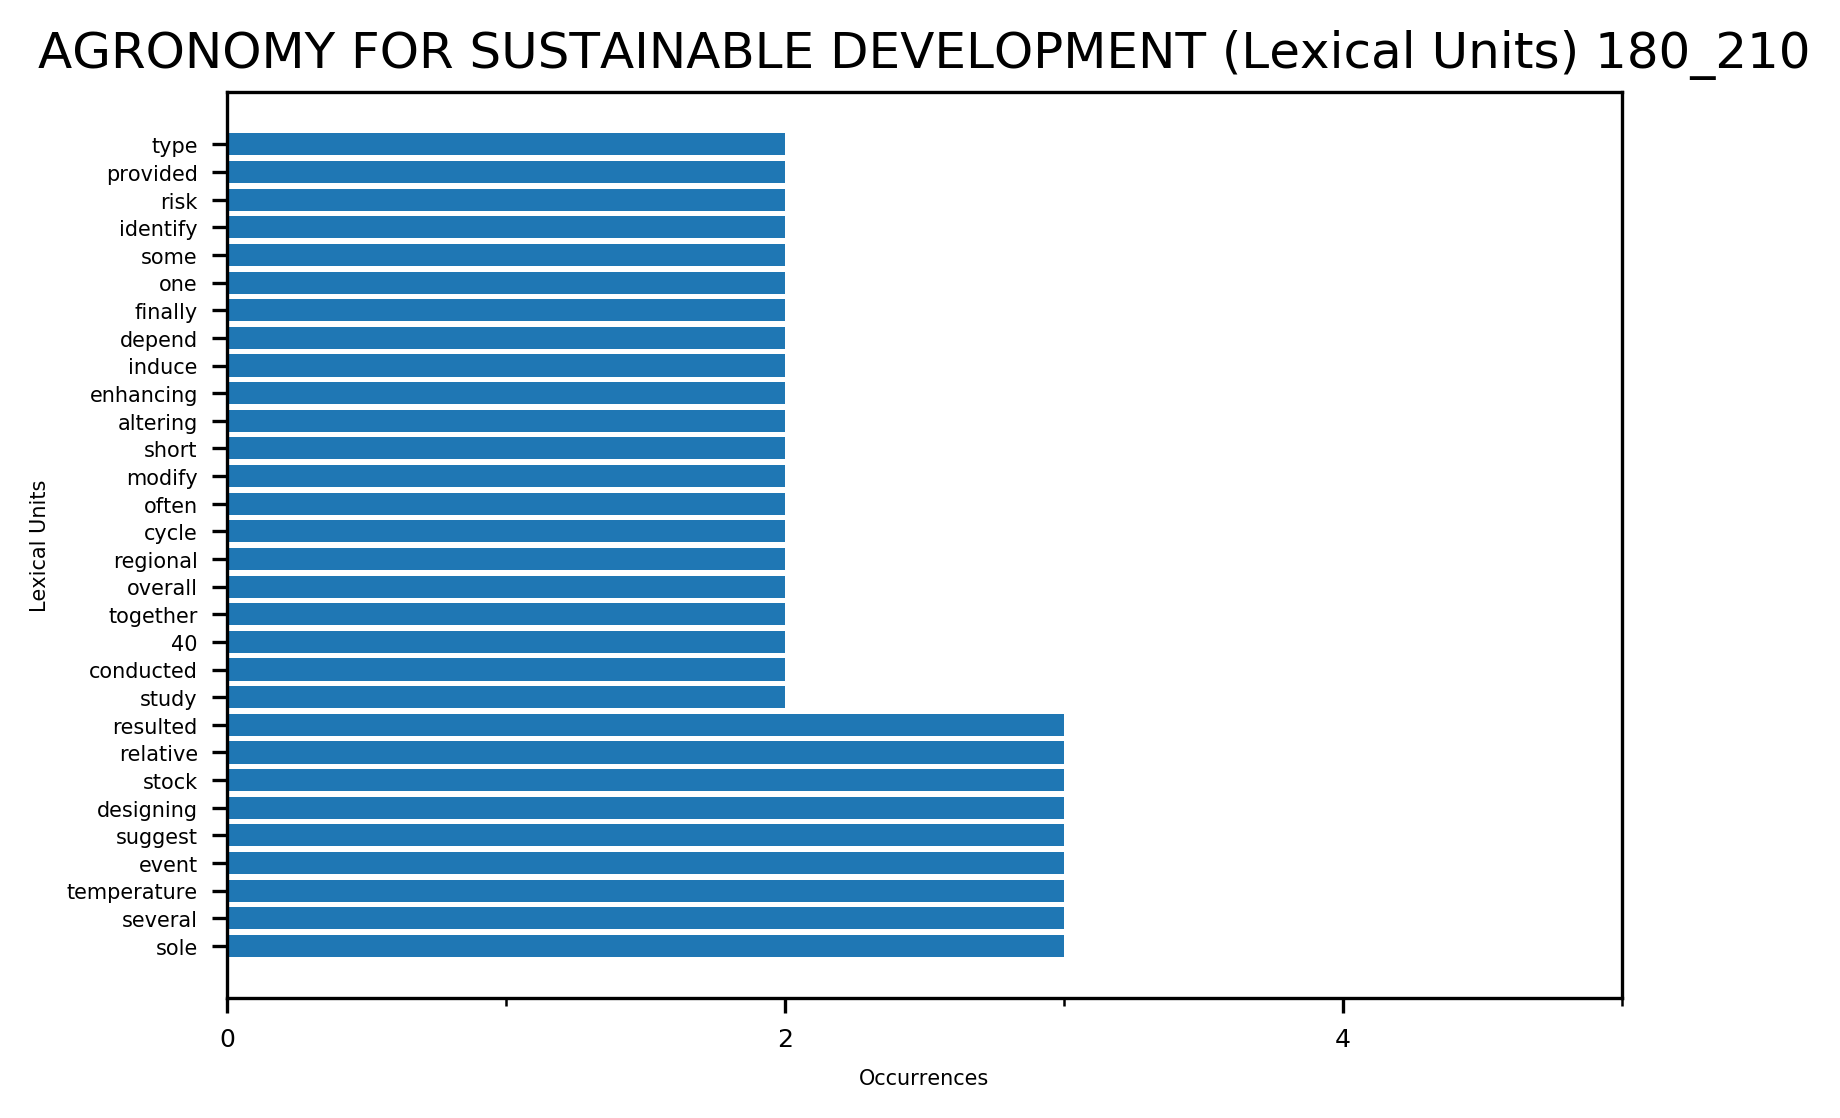 AGRONOMY FOR SUSTAINABLE DEVELOPMENT (Lexical Units) 180_210
type
provided
risk
identify
some
one
finally
depend
induce
enhancing
altering
short
modify
often
cycle
regional
overall
together
40
conducted
study
resulted
relative
stock
designing
suggest
event
temperature
several
sole
Lexical Units
0 2 4
Occurrences